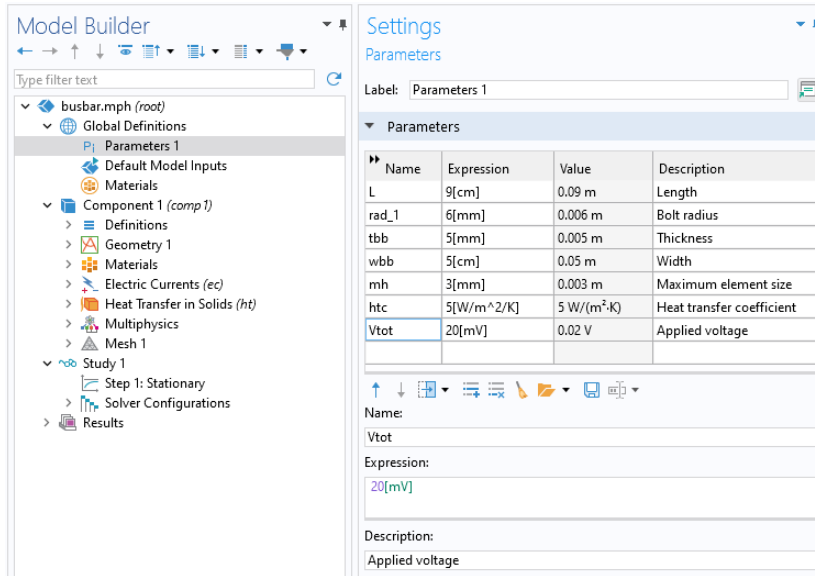 Model Builder
Type filter text
busbar.mph (root)
Global Definitions
Pi Parameters 1
Default Model Inputs
Materials
Component 1 (comp1)
Definitions
Geometry 1
Materials
Electric Currents (ec)
Heat Transfer in Solids (ht)
Multiphysics
Mesh 1
Study 1
Step 1: Stationary
Solver Configurations
Results
Settings
Parameters
Label: Parameters 1
Parameters
Name Expression Value Description
L 9[cm] 0.09 m Length
rad_1 6[mm] 0.006 m Bolt radius
tbb 5[mm] 0.005 m Thickness
wbb 5[cm] 0.05 m Width
mh 3[mm] 0.003 m Maximum element size
htc 5[W/m^2/K] 5 W/(m²·K) Heat transfer coefficient
Vtot 20[mV] 0.02 V Applied voltage
Name:
Vtot
Expression:
20[mV]
Description:
Applied voltage